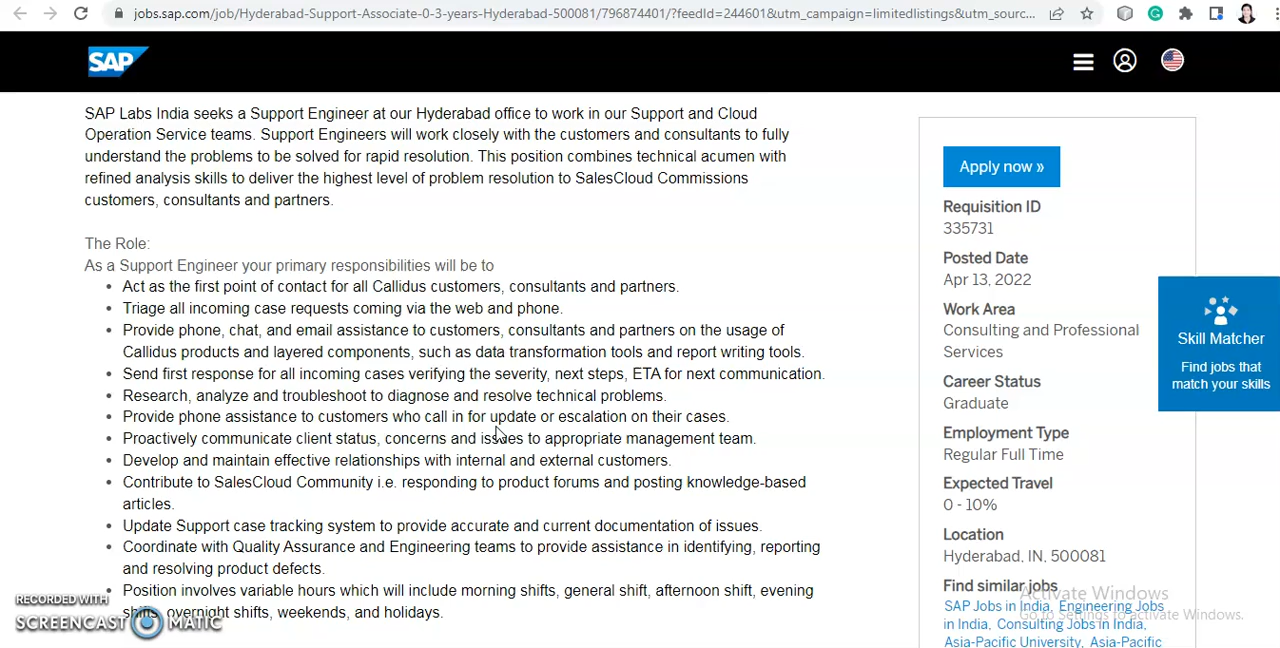 jobs.sap.com/job/Hyderabad-Support-Associate-0-3-years-Hyderabad-500081/796874401/?feedId=244601&utm_campaign=limitedlistings&utm_sourc...
SAP
SAP Labs India seeks a Support Engineer at our Hyderabad office to work in our Support and Cloud
Operation Service teams. Support Engineers will work closely with the customers and consultants to fully
understand the problems to be solved for rapid resolution. This position combines technical acumen with
refined analysis skills to deliver the highest level of problem resolution to SalesCloud Commissions
customers, consultants and partners.
The Role:
As a Support Engineer your primary responsibilities will be to
• Act as the first point of contact for all Callidus customers, consultants and partners.
• Triage all incoming case requests coming via the web and phone.
• Provide phone, chat, and email assistance to customers, consultants and partners on the usage of
Callidus products and layered components, such as data transformation tools and report writing tools.
• Send first response for all incoming cases verifying the severity, next steps, ETA for next communication.
• Research, analyze and troubleshoot to diagnose and resolve technical problems.
• Provide phone assistance to customers who call in for update or escalation on their cases.
• Proactively communicate client status, concerns and issues to appropriate management team.
• Develop and maintain effective relationships with internal and external customers.
• Contribute to SalesCloud Community i.e. responding to product forums and posting knowledge-based
articles.
• Update Support case tracking system to provide accurate and current documentation of issues.
• Coordinate with Quality Assurance and Engineering teams to provide assistance in identifying, reporting
and resolving product defects.
• Position involves variable hours which will include morning shifts, general shift, afternoon shift, evening
shifts, overnight shifts, weekends, and holidays.
Apply now »
Requisition ID
335731
Posted Date
Apr 13, 2022
Work Area
Consulting and Professional
Services
Career Status
Graduate
Employment Type
Regular Full Time
Expected Travel
0 - 10%
Location
Hyderabad, IN, 500081
Find similar jobs
SAP Jobs in India, Engineering Jobs
in India, Consulting Jobs in India,
Asia-Pacific University, Asia-Pacific
Skill Matcher
Find jobs that
match your skills
Activate Windows
Go to Settings to activate Windows.
RECORDED WITH
SCREENCAST MATIC